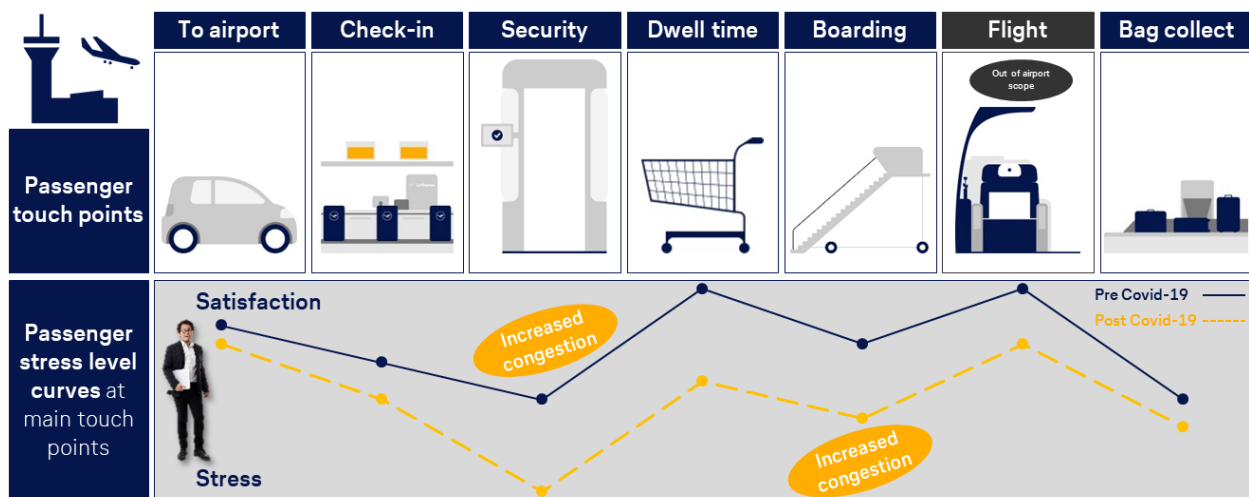 To airport
Check-in
Security
Dwell time
Boarding
Flight
Bag collect
Out of airport
scope
Passenger
touch points
Passenger
stress level
curves at
main touch
points
Satisfaction
Increased
congestion
Pre Covid-19
Post Covid-19
Increased
congestion
Stress